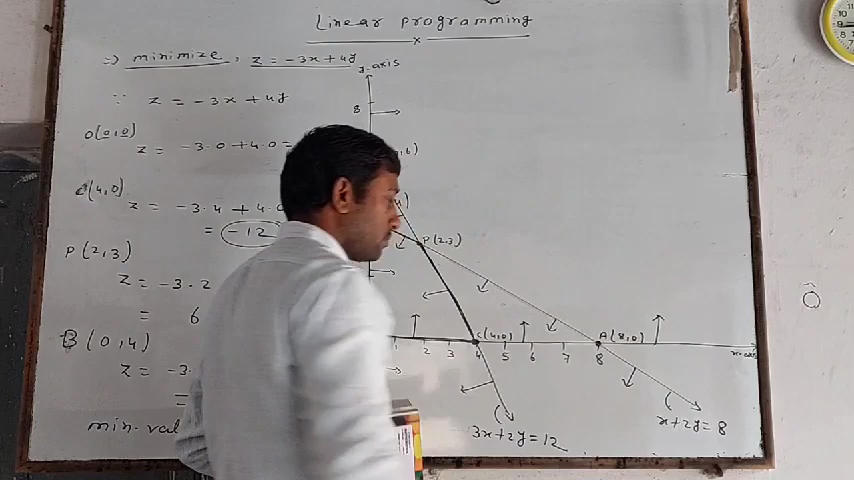 Linear programming
⇒ minimize, z = -3x + 4y
y-axis
∵ z = -3x + 4y
8
O(0,0)
z = -3.0 + 4.0 =
,6)
C(4,0)
z = -3.4 + 4.0
= -12
P(2,3)
P(2,3)
z = -3.2
= 6
B(0,4)
z = -3.
=
C(4,0)
A(8,0)
1 2 3 4 5 6 7 8
x-axis
min. val
3x+2y=12
x+2y=8